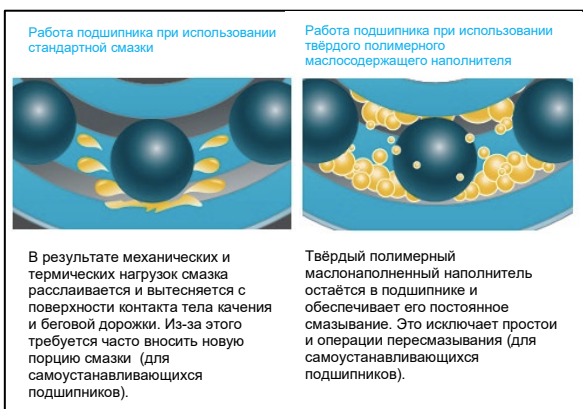 Работа подшипника при использовании
стандартной смазки
В результате механических и
термических нагрузок смазка
расслаивается и вытесняется с
поверхности контакта тела качения
и беговой дорожки. Из-за этого
требуется часто вносить новую
порцию смазки (для
самоустанавливающихся
подшипников).
Работа подшипника при использовании
твёрдого полимерного
маслосодержащего наполнителя
Твёрдый полимерный
маслонаполненный наполнитель
остаётся в подшипнике и
обеспечивает его постоянное
смазывание. Это исключает простои
и операции пересмазывания (для
самоустанавливающихся
подшипников).